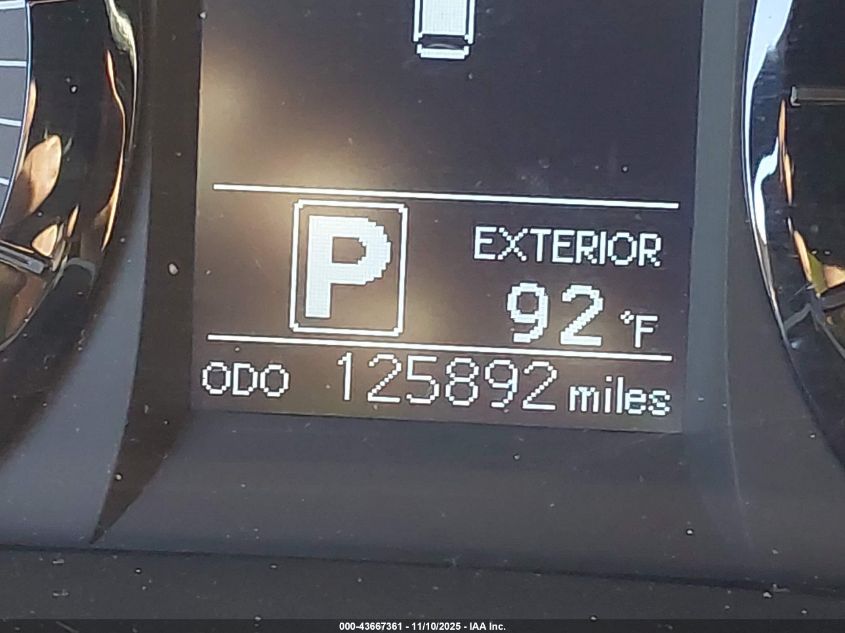 P
EXTERIOR
92 °F
ODO 125892 miles
000-43667361 - 11/10/2025 - IAA Inc.